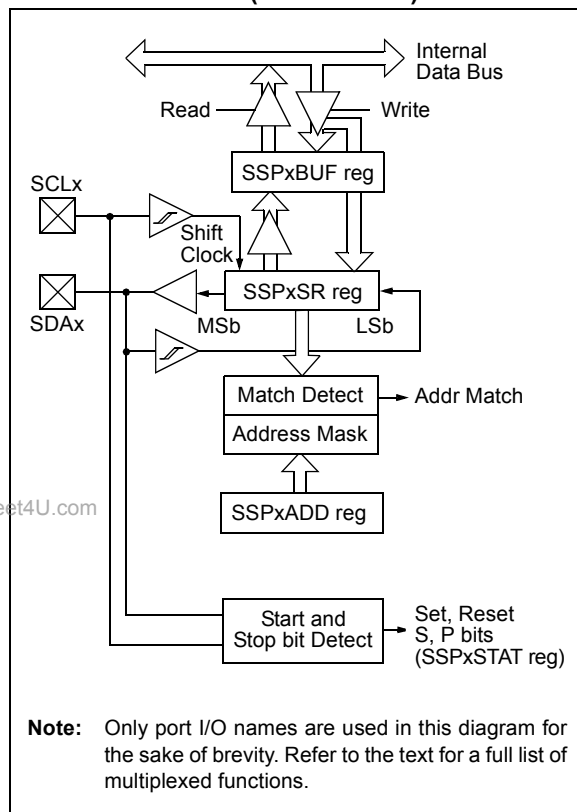 Internal
Data Bus
Read
Write
SSPxBUF reg
SCLx
Shift
Clock
SSPxSR reg
SDAx
MSb
LSb
Match Detect
Addr Match
Address Mask
eet4U.com
SSPxADD reg
Start and
Stop bit Detect
Set, Reset
S, P bits
(SSPxSTAT reg)
Note: Only port I/O names are used in this diagram for
the sake of brevity. Refer to the text for a full list of
multiplexed functions.